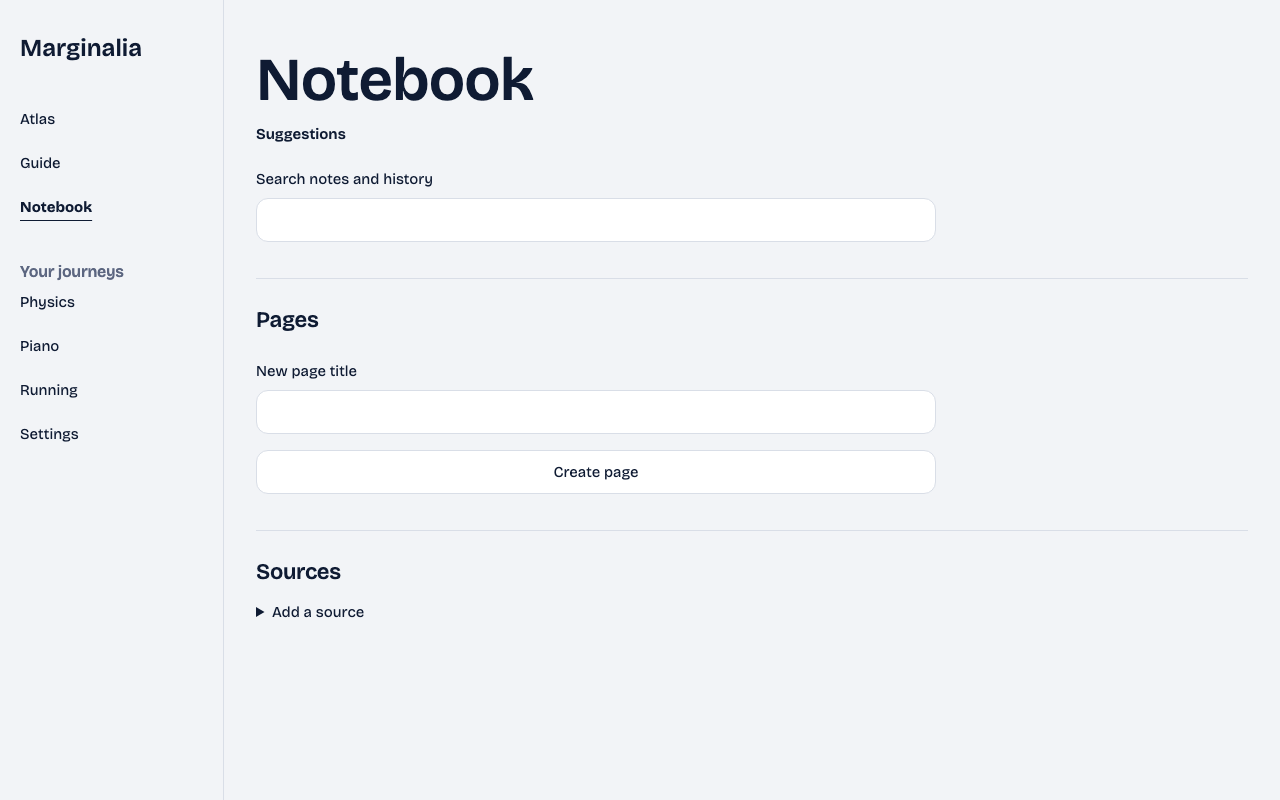 Marginalia
Atlas
Guide
Notebook
Your journeys
Physics
Piano
Running
Settings
Notebook
Suggestions
Search notes and history
Pages
New page title
Create page
Sources
Add a source